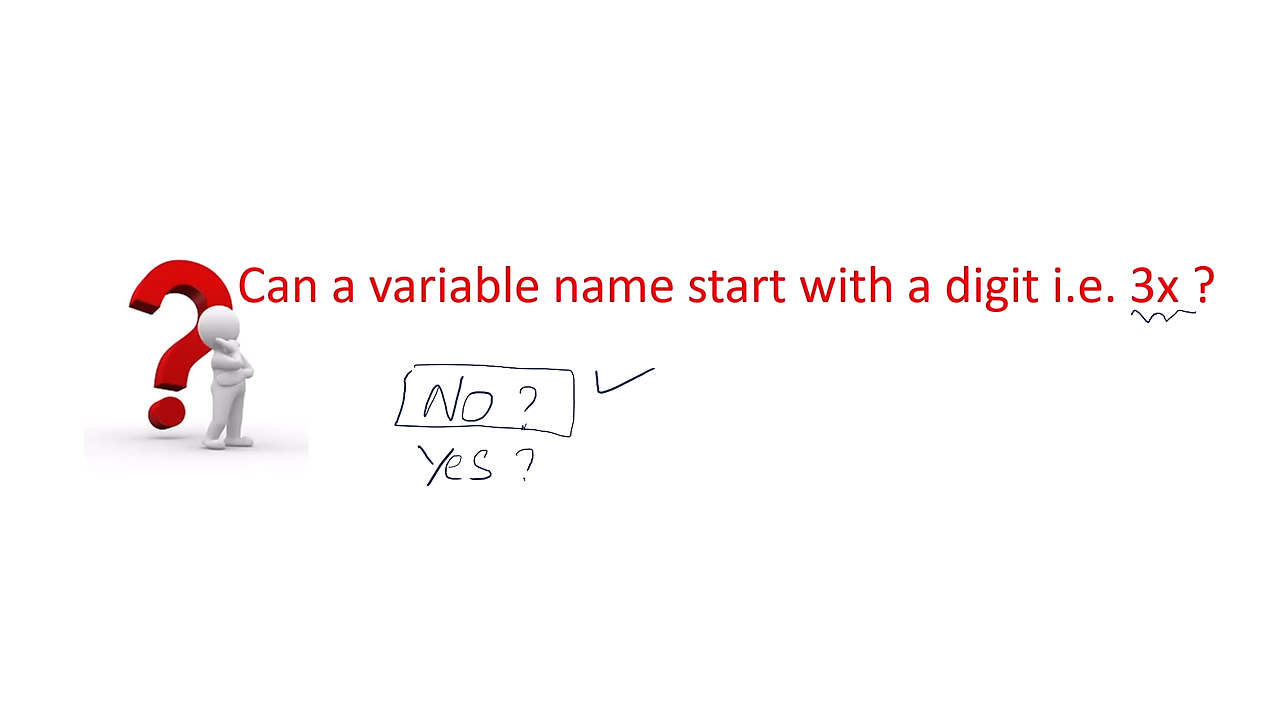 Can a variable name start with a digit i.e. 3x ?
No ?
Yes ?